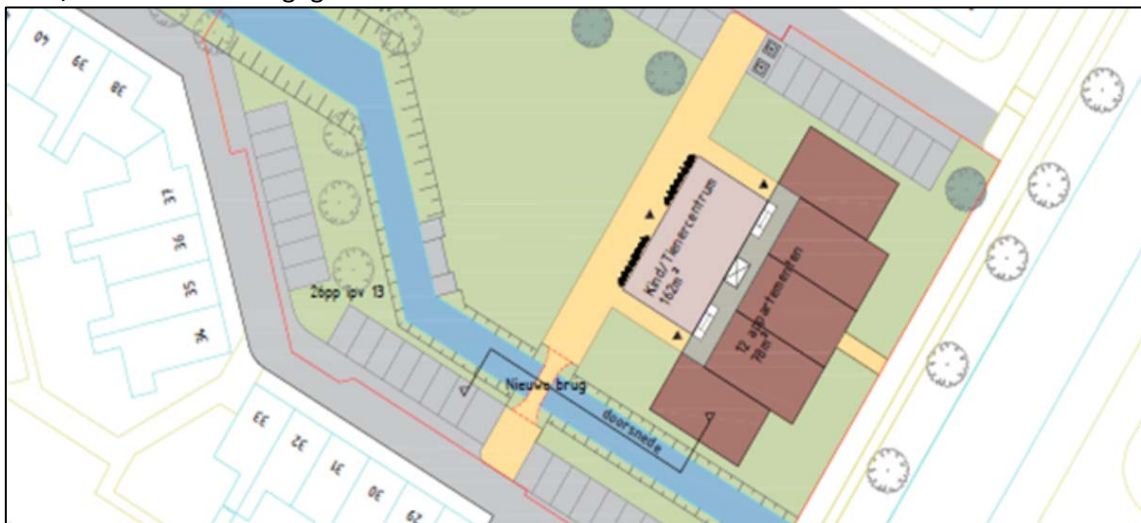 40
39
38
37
36
35
34
26pp ipv 13
33
32
31
30
29
Kind/Tienercentrum
162m²
12 appartementen
78m²
Nieuwe brug
doorsnede